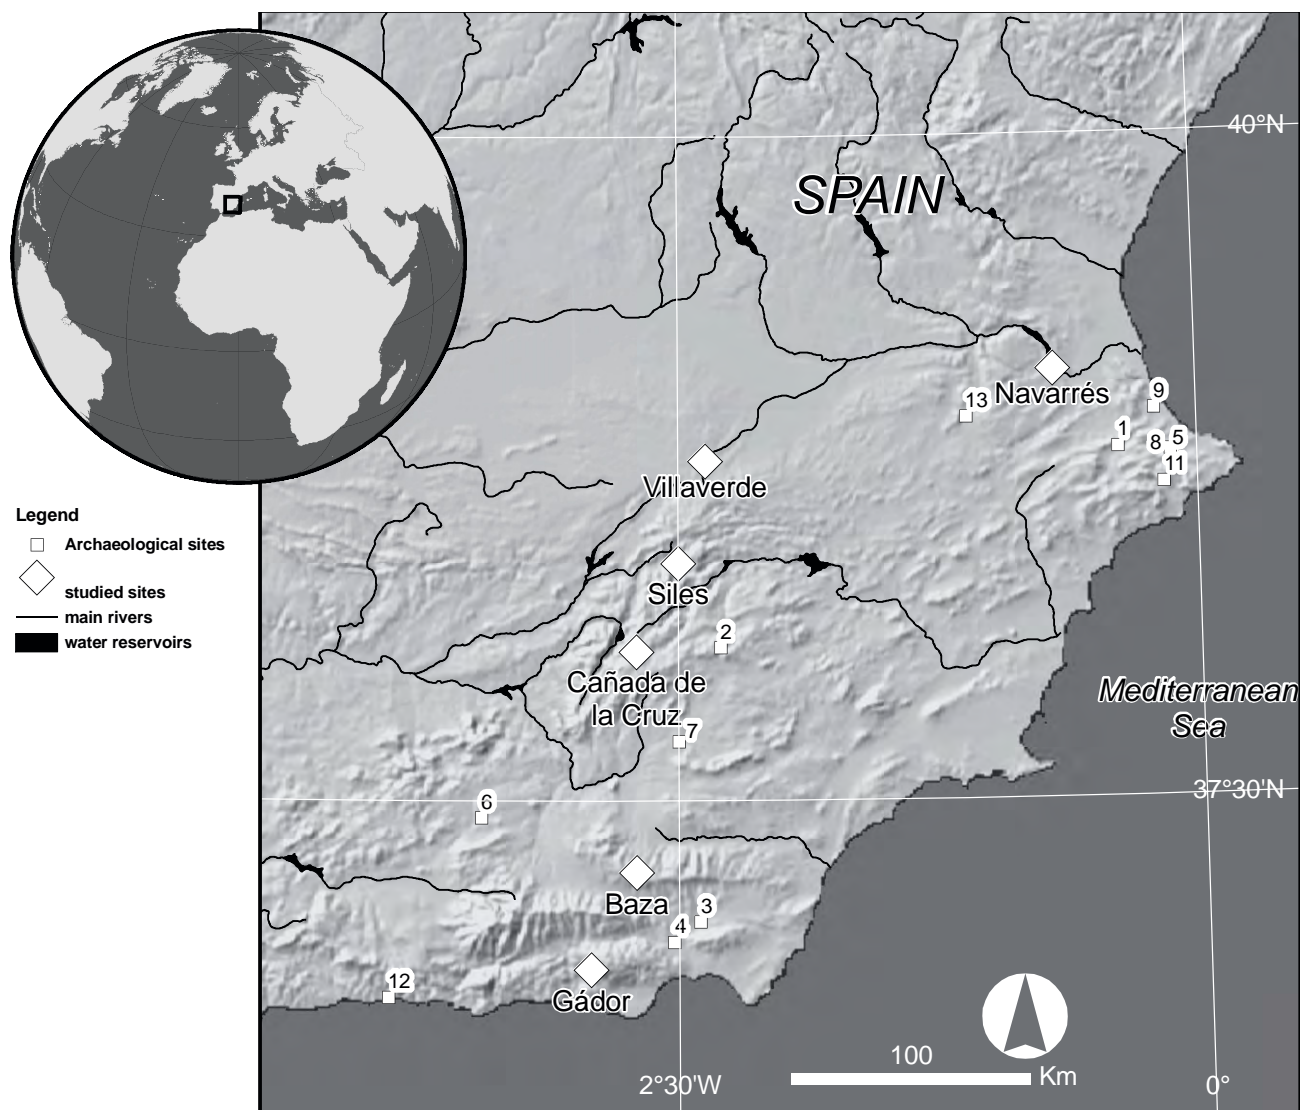 40°N
SPAIN
Navarrés
13
9
1
8
5
11
Villaverde
Legend
Archaeological sites
studied sites
main rivers
water reservoirs
Siles
2
Cañada de
la Cruz
7
Mediterranean
Sea
37°30'N
6
Baza
3
4
12
Gádor
100
Km
2°30'W
0°